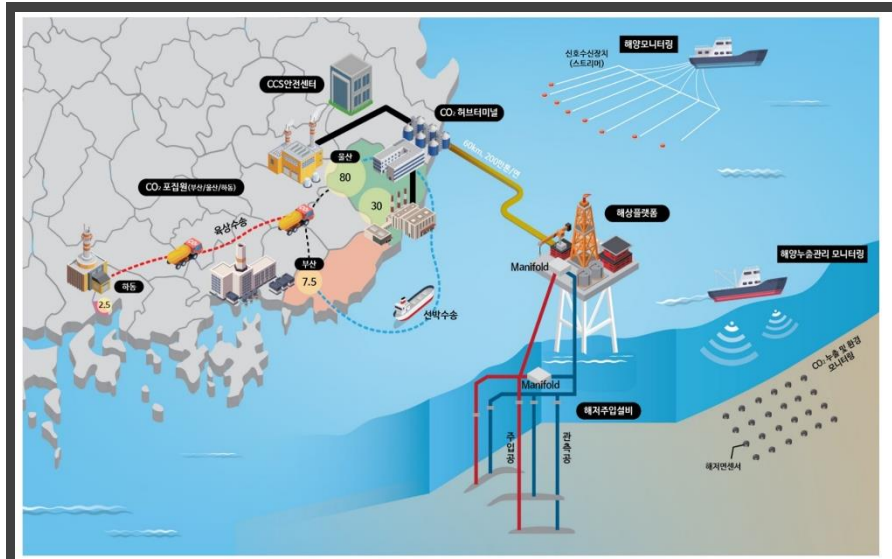 해양모니터링
신호수신장치
(스트리머)
CCS안전센터
CO₂ 허브터미널
60km, 200만톤/년
울산
80
CO₂ 포집원(부산/울산/하동)
30
육상수송
해상플랫폼
Manifold
해양누출관리 모니터링
부산
7.5
하동
2.5
선박수송
CO₂ 누출 및 환경
모니터링
Manifold
해저주입설비
주입공
관측공
해저면센서